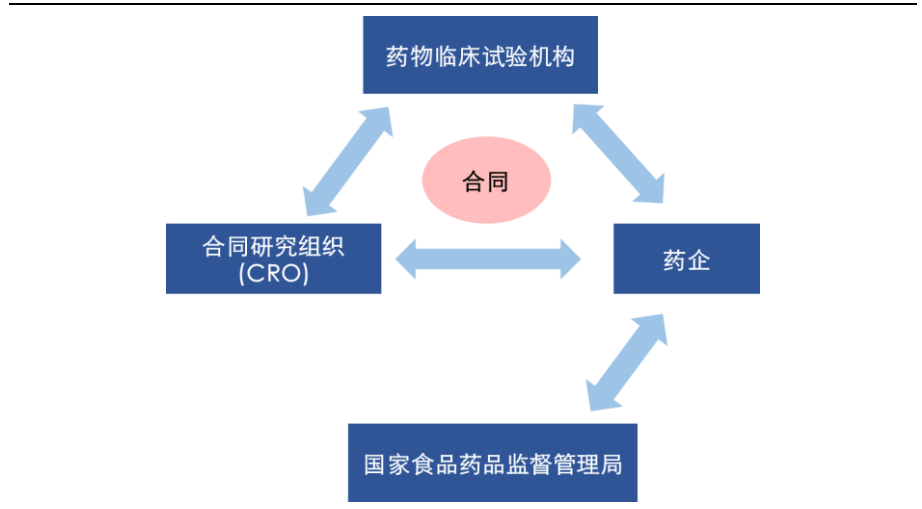 药物临床试验机构
合同
合同研究组织
(CRO)
药企
国家食品药品监督管理局